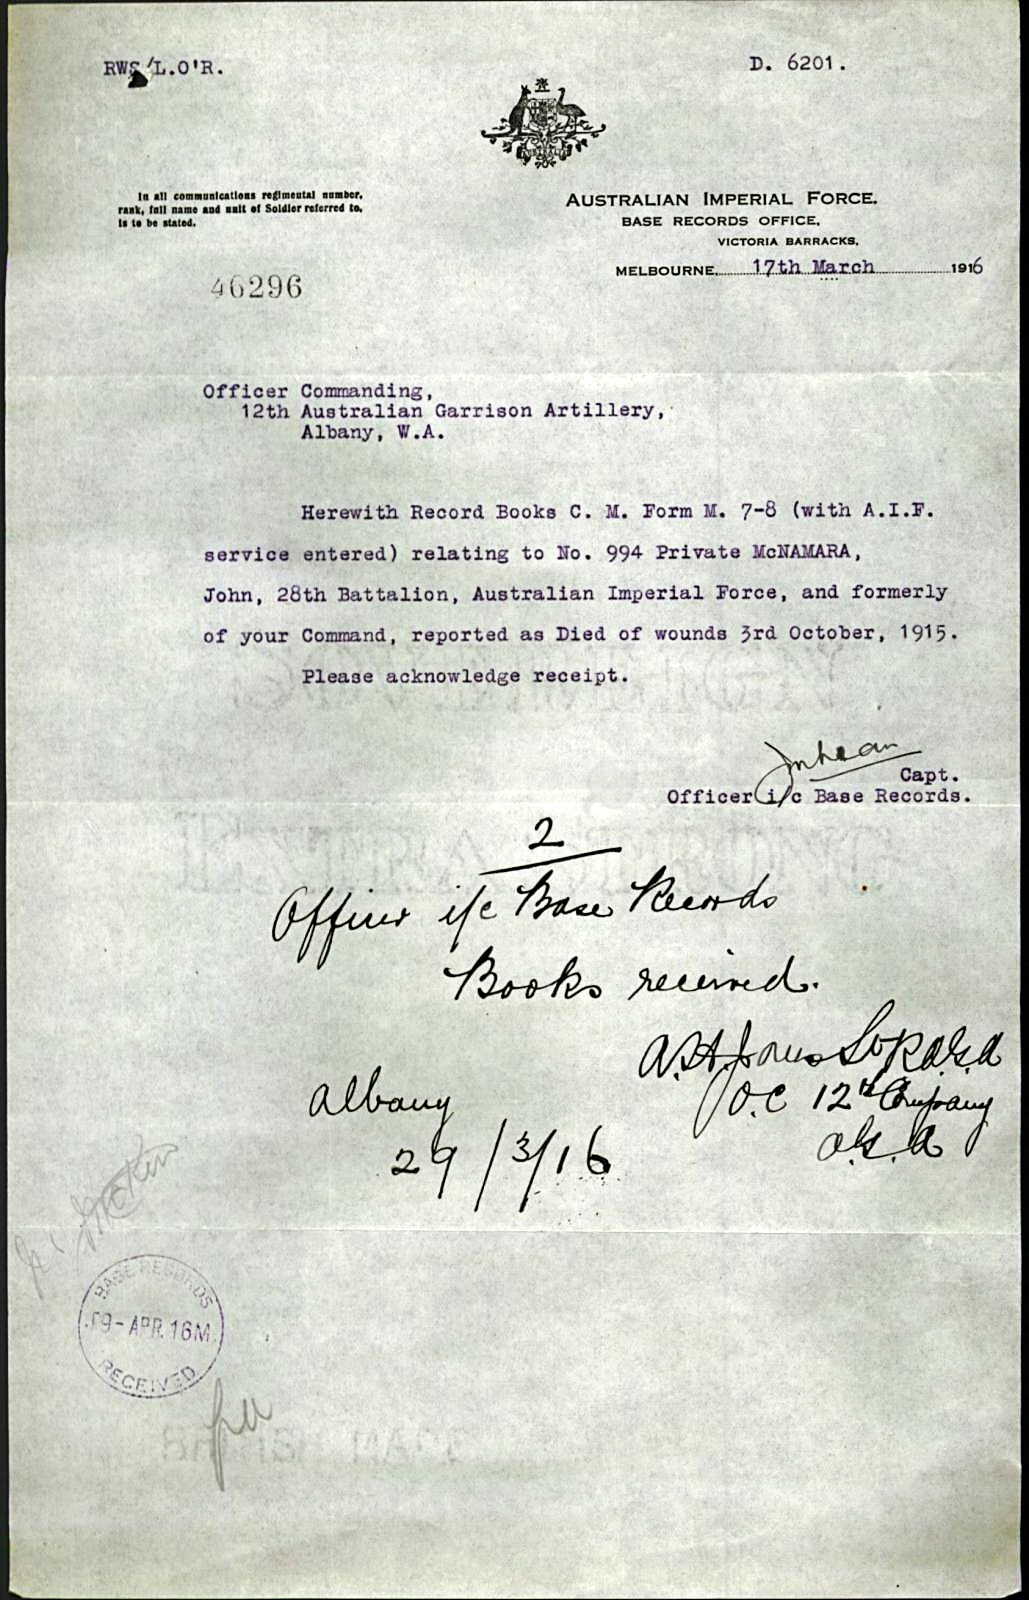 RWS/L.O'R.
D. 6201.
In all communications regimental number,
rank, full name and unit of Soldier referred to,
is to be stated.
AUSTRALIAN IMPERIAL FORCE.
BASE RECORDS OFFICE,
VICTORIA BARRACKS,
MELBOURNE, 17th March 1916
46296
Officer Commanding,
12th Australian Garrison Artillery,
Albany, W.A.
Herewith Record Books C. M. Form M. 7-8 (with A.I.F.
service entered) relating to No. 994 Private McNAMARA,
John, 28th Battalion, Australian Imperial Force, and formerly
of your Command, reported as Died of wounds 3rd October, 1915.
Please acknowledge receipt.
Capt.
Officer i/c Base Records.
2
Officer i/c Base Records
Books received.
O.C 12th Company
A.G.A
Albany
29/3/16
BASE RECORDS
09-APR.16M
RECEIVED